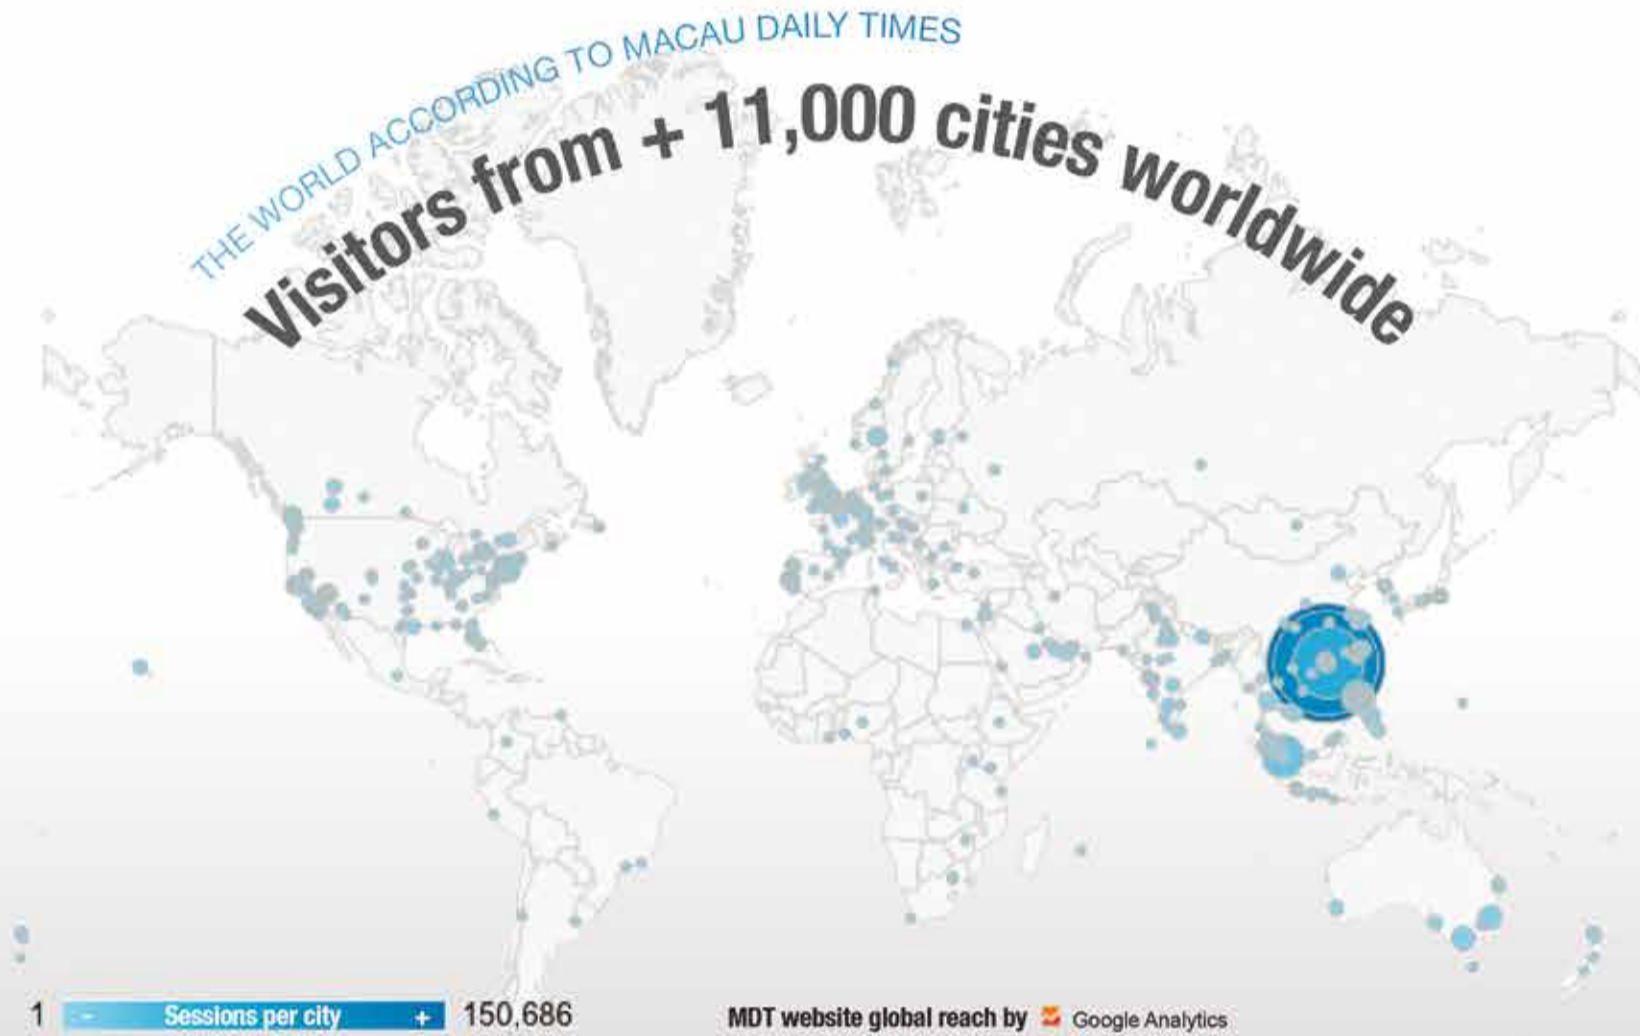 THE WORLD ACCORDING TO MACAU DAILY TIMES
Visitors from + 11,000 cities worldwide
1 - Sessions per city + 150,686
MDT website global reach by Google Analytics